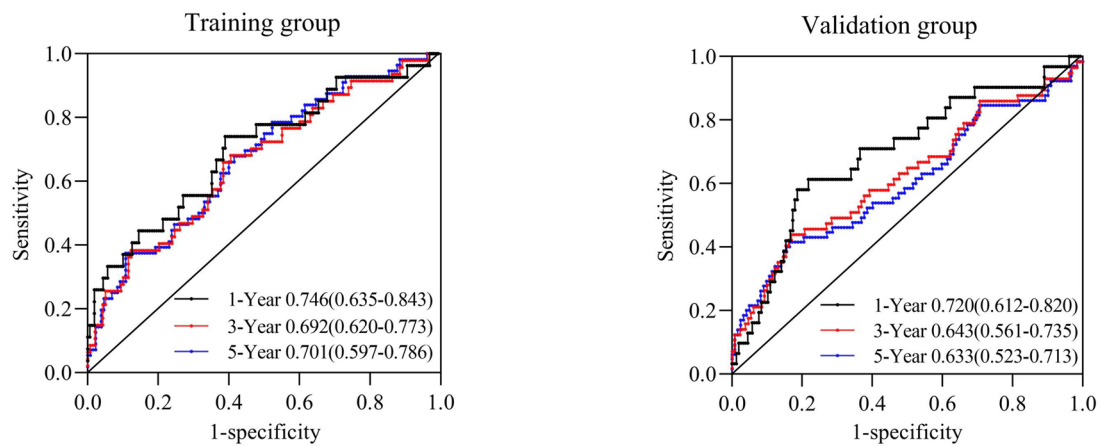 Training group
1.0
0.8
0.6
0.4
0.2
0.0
Sensitivity
1-Year 0.746(0.635-0.843)
3-Year 0.692(0.620-0.773)
5-Year 0.701(0.597-0.786)
0.0 0.2 0.4 0.6 0.8 1.0
1-specificity
Validation group
1.0
0.8
0.6
0.4
0.2
0.0
Sensitivity
1-Year 0.720(0.612-0.820)
3-Year 0.643(0.561-0.735)
5-Year 0.633(0.523-0.713)
0.0 0.2 0.4 0.6 0.8 1.0
1-specificity